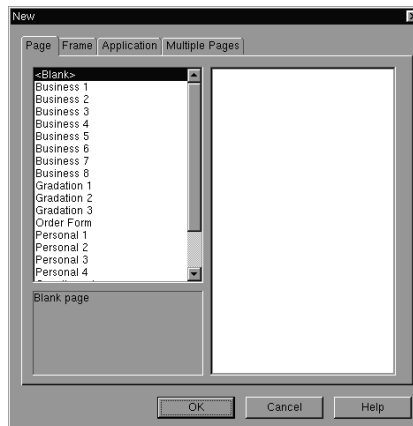 New
Page Frame Application Multiple Pages
<Blank>
Business 1
Business 2
Business 3
Business 4
Business 5
Business 6
Business 7
Business 8
Gradation 1
Gradation 2
Gradation 3
Order Form
Personal 1
Personal 2
Personal 3
Personal 4
Blank page
OK Cancel Help